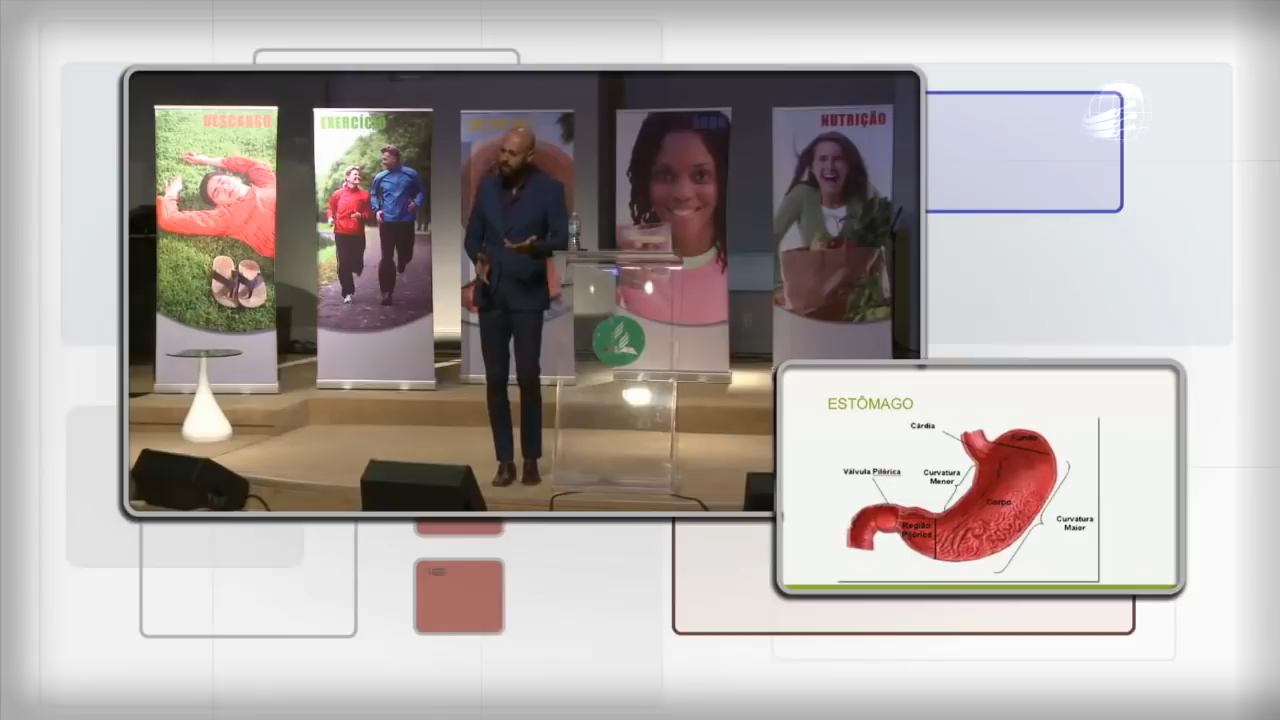 DESCANSO
EXERCÍCIO
NUTRIÇÃO
ESTÔMAGO
Cárdia
Fundo
Válvula Pilórica
Curvatura
Menor
Corpo
Região
Pilórica
Curvatura
Maior